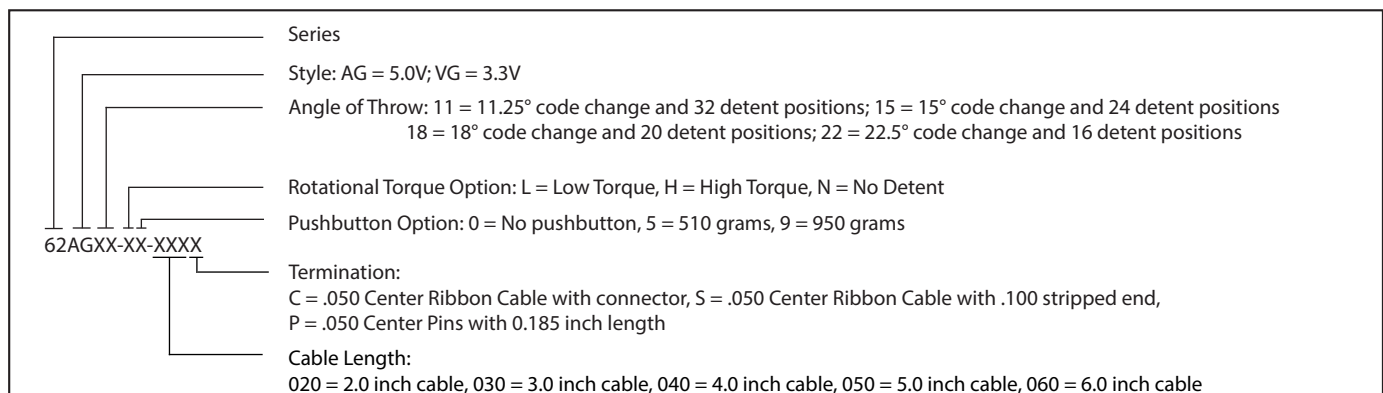 Series
Style: AG = 5.0V; VG = 3.3V
Angle of Throw: 11 = 11.25° code change and 32 detent positions; 15 = 15° code change and 24 detent positions
18 = 18° code change and 20 detent positions; 22 = 22.5° code change and 16 detent positions
Rotational Torque Option: L = Low Torque, H = High Torque, N = No Detent
Pushbutton Option: 0 = No pushbutton, 5 = 510 grams, 9 = 950 grams
62AGXX-XX-XXXX
Termination:
C = .050 Center Ribbon Cable with connector, S = .050 Center Ribbon Cable with .100 stripped end,
P = .050 Center Pins with 0.185 inch length
Cable Length:
020 = 2.0 inch cable, 030 = 3.0 inch cable, 040 = 4.0 inch cable, 050 = 5.0 inch cable, 060 = 6.0 inch cable